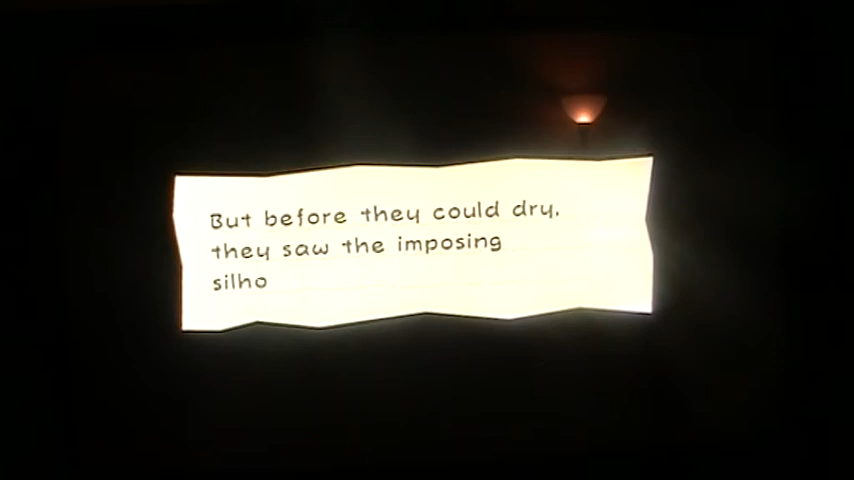 But before they could dry,
they saw the imposing
silho